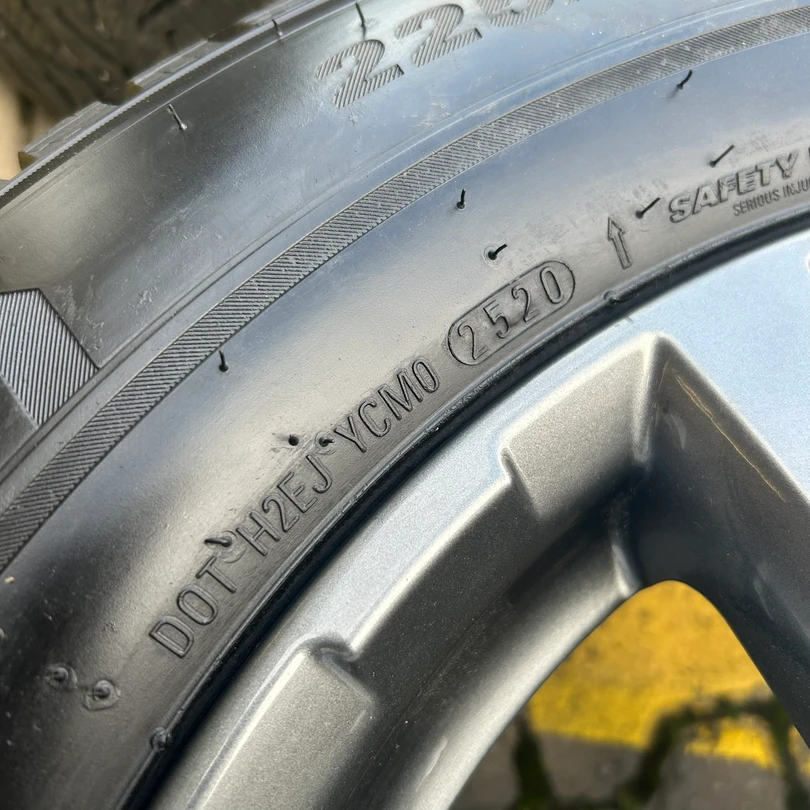 225
SAFETY
SERIOUS INJU
DOT H2EJ YCM0 2520